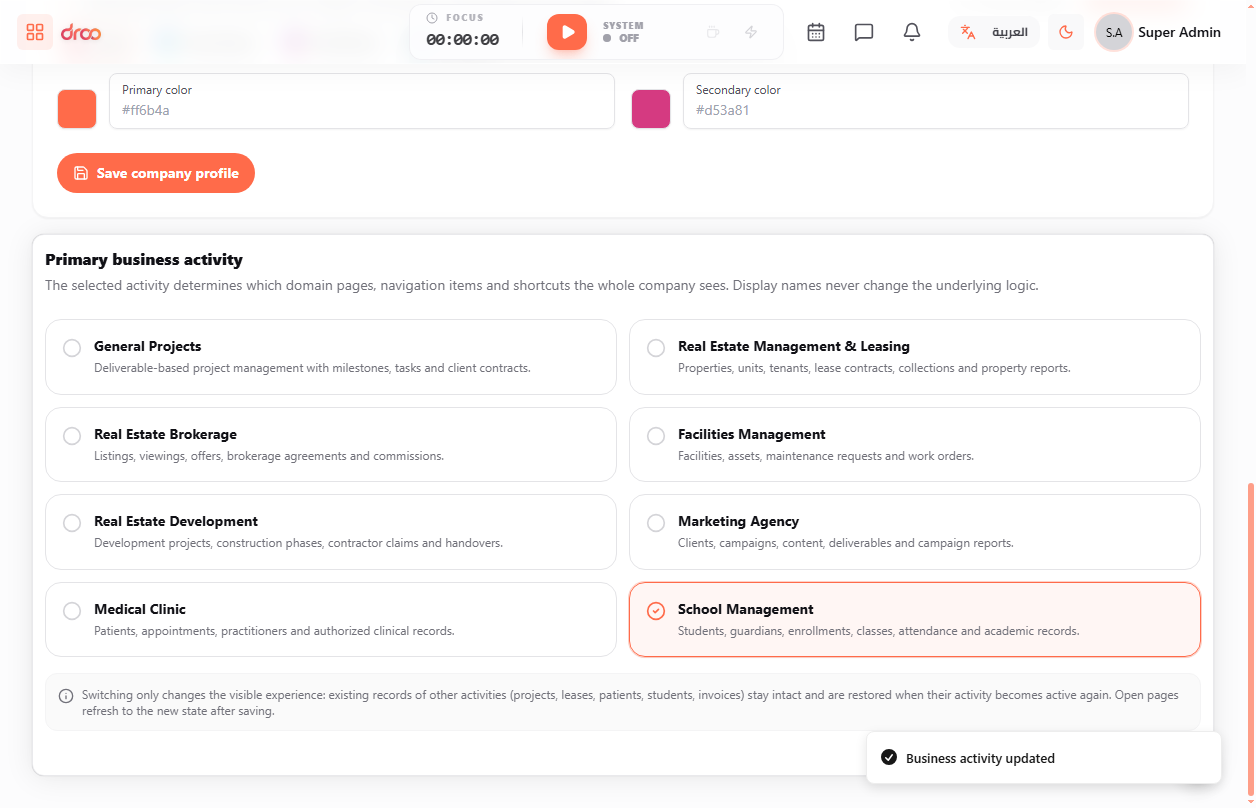 droo
FOCUS
00:00:00
SYSTEM
OFF
العربية
S.A
Super Admin
Primary color
#ff6b4a
Secondary color
#d53a81
Save company profile
Primary business activity
The selected activity determines which domain pages, navigation items and shortcuts the whole company sees. Display names never change the underlying logic.
General Projects
Deliverable-based project management with milestones, tasks and client contracts.
Real Estate Management & Leasing
Properties, units, tenants, lease contracts, collections and property reports.
Real Estate Brokerage
Listings, viewings, offers, brokerage agreements and commissions.
Facilities Management
Facilities, assets, maintenance requests and work orders.
Real Estate Development
Development projects, construction phases, contractor claims and handovers.
Marketing Agency
Clients, campaigns, content, deliverables and campaign reports.
Medical Clinic
Patients, appointments, practitioners and authorized clinical records.
School Management
Students, guardians, enrollments, classes, attendance and academic records.
Switching only changes the visible experience: existing records of other activities (projects, leases, patients, students, invoices) stay intact and are restored when their activity becomes active again. Open pages
refresh to the new state after saving.
Business activity updated